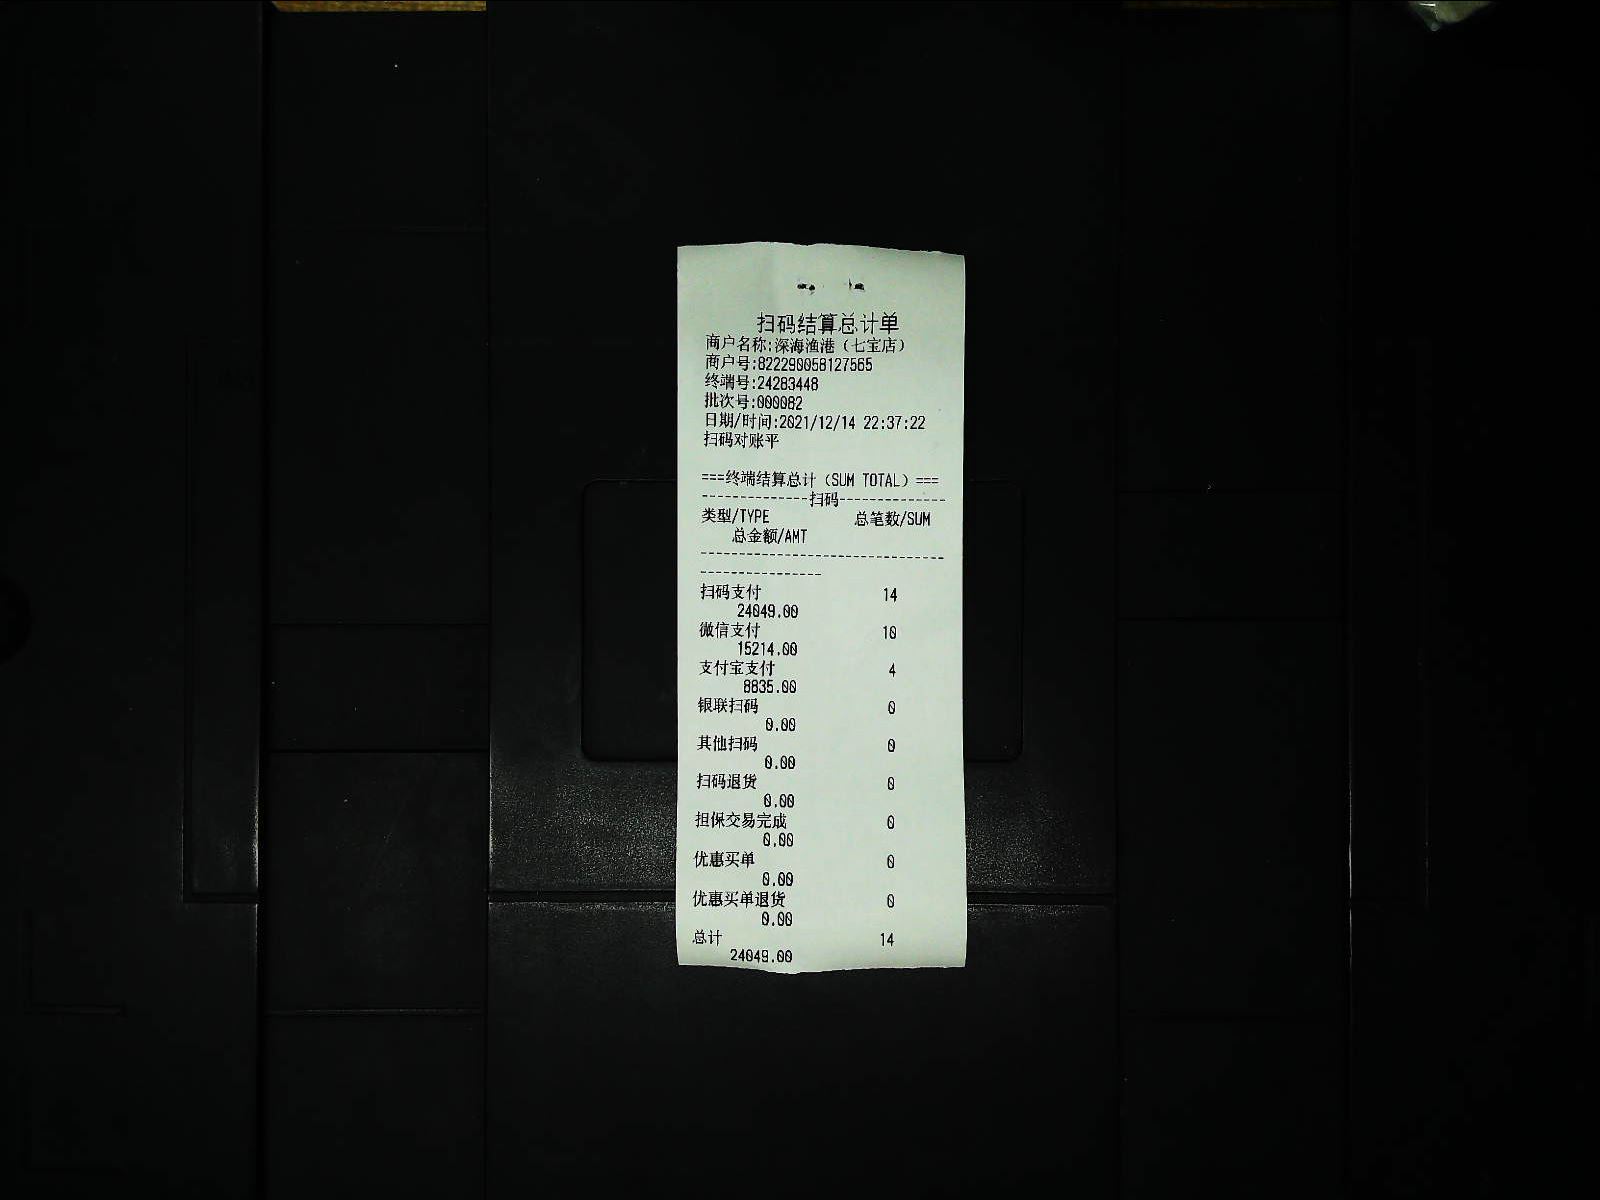 扫码结算总计单
商户名称:深海渔港（七宝店）
商户号:822290058127565
终端号:24283448
批次号:000082
日期/时间:2021/12/14 22:37:22
扫码对账平
===终端结算总计（SUM TOTAL）===
--------------扫码--------------
类型/TYPE 总笔数/SUM
总金额/AMT
--------------------------------
----------------
扫码支付 14
24049.00
微信支付 10
15214.00
支付宝支付 4
8835.00
银联扫码 0
0.00
其他扫码 0
0.00
扫码退货 0
0.00
担保交易完成 0
0.00
优惠买单 0
0.00
优惠买单退货 0
0.00
总计 14
24049.00